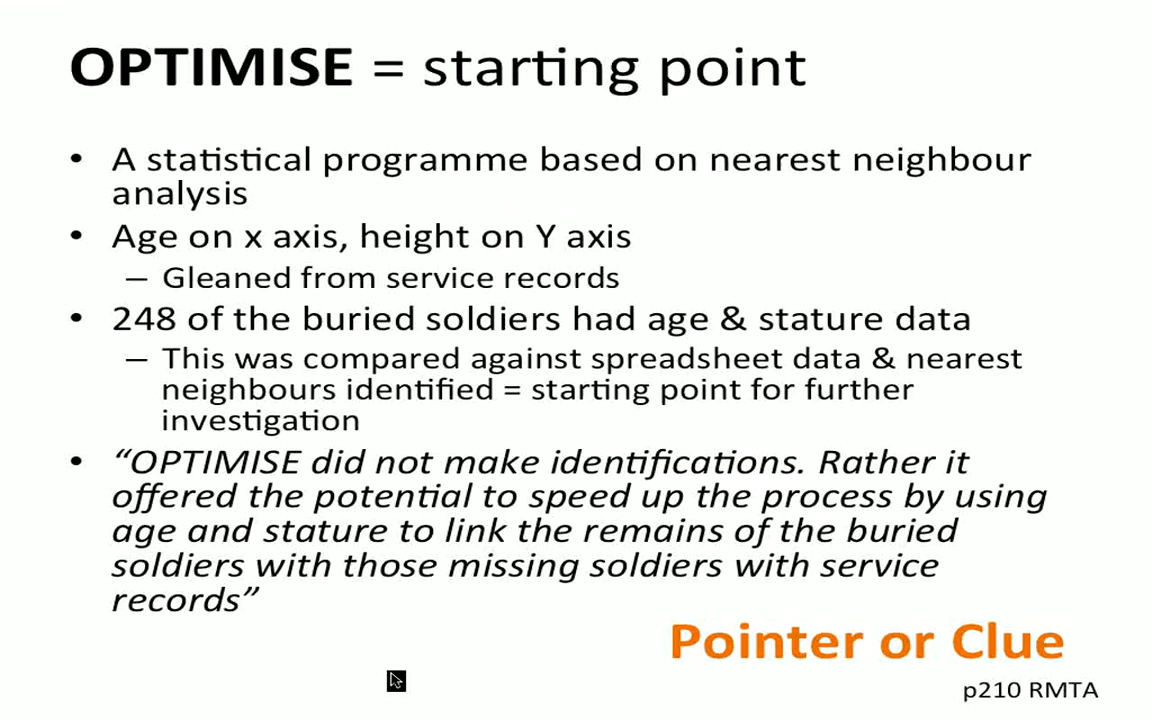 OPTIMISE = starting point
• A statistical programme based on nearest neighbour
analysis
• Age on x axis, height on Y axis
– Gleaned from service records
• 248 of the buried soldiers had age & stature data
– This was compared against spreadsheet data & nearest
neighbours identified = starting point for further
investigation
• “OPTIMISE did not make identifications. Rather it
offered the potential to speed up the process by using
age and stature to link the remains of the buried
soldiers with those missing soldiers with service
records”
Pointer or Clue
p210 RMTA